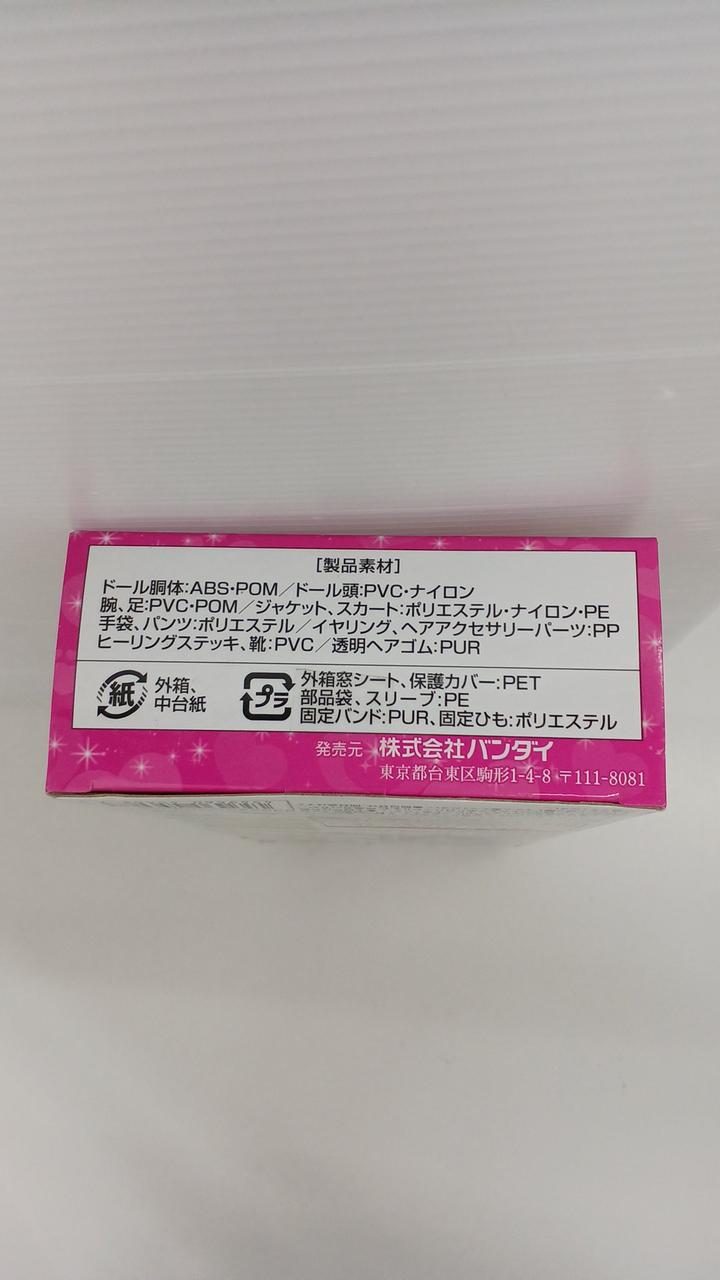 [製品素材]
ドール胴体:ABS・POM／ドール頭:PVC・ナイロン
腕、足:PVC・POM／ジャケット、スカート:ポリエステル・ナイロン・PE
手袋、パンツ:ポリエステル／イヤリング、ヘアアクセサリーパーツ:PP
ヒーリングステッキ、靴:PVC／透明ヘアゴム:PUR
紙 外箱、
中台紙
プラ 外箱窓シート、保護カバー:PET
部品袋、スリーブ:PE
固定バンド:PUR、固定ひも:ポリエステル
発売元 株式会社バンダイ
東京都台東区駒形1-4-8 〒111-8081